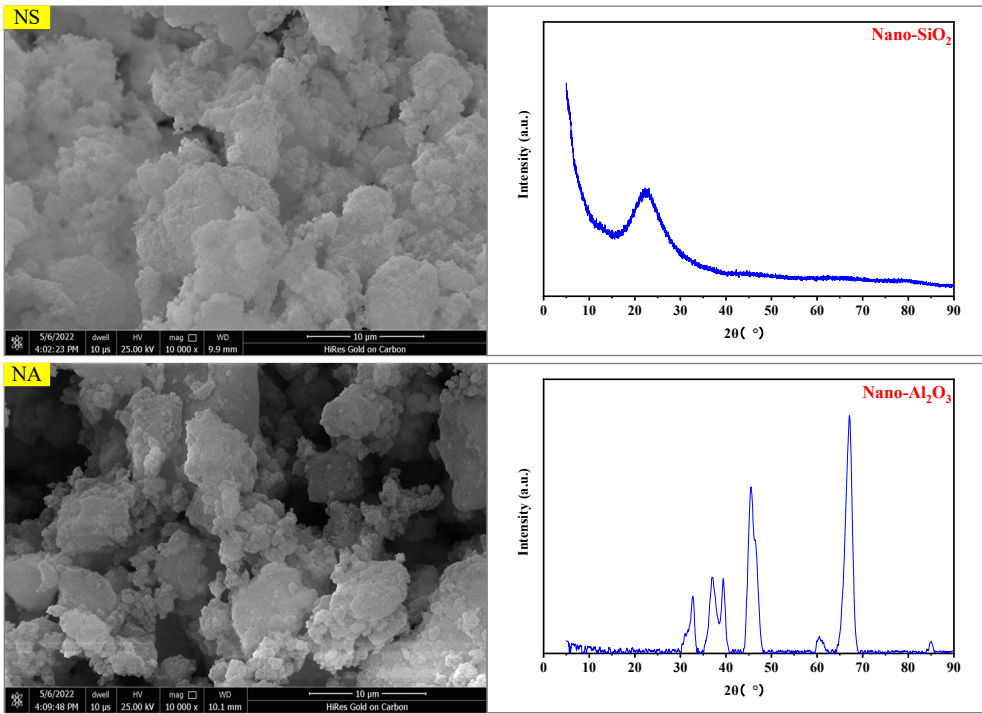 NS
5/6/2022 dwell HV mag WD
4:02:23 PM 10 µs 25.00 kV 10 000 x 9.9 mm
10 µm
HiRes Gold on Carbon
Nano-SiO₂
Intensity (a.u.)
0 10 20 30 40 50 60 70 80 90
2θ( °)
NA
5/6/2022 dwell HV mag WD
4:09:48 PM 10 µs 25.00 kV 10 000 x 10.1 mm
10 µm
HiRes Gold on Carbon
Nano-Al₂O₃
Intensity (a.u.)
0 10 20 30 40 50 60 70 80 90
2θ( °)